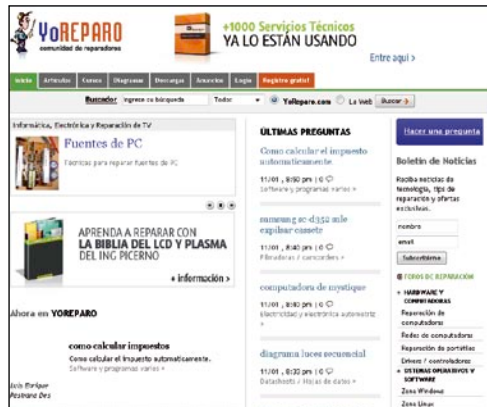 YoREPARO
comunidad de reparadores
+1000 Servicios Técnicos
YA LO ESTÁN USANDO
Entre aquí >
Inicio Artículos Cursos Diagramas Descargas Anuncios Login Registro gratis!
Buscador Ingrese su búsqueda Todas YoReparo.com La Web Buscar
Informática, Electrónica y Reparación de TV
Fuentes de PC
Técnicas para reparar fuentes de PC
APRENDA A REPARAR CON
LA BIBLIA DEL LCD Y PLASMA
DEL ING PICERNO
+ información >
Ahora en YOREPARO
como calcular impuestos
Como calcular el impuesto automaticamente.
Software y programas varios »
ÚLTIMAS PREGUNTAS
Como calcular el impuesto
automaticamente
11/01 , 8:50 pm | 0
Software y programas varios »
samsung sc-d352 mle
expilsar cassete
11/01 , 8:40 pm | 0
Filmadoras / camcorders »
computadora de mystique
11/01 , 8:40 pm | 0
Electricidad y electrónica automotriz
»
diagrama luces secuencial
11/01 , 8:33 pm | 0
Datasheets / Hojas de datos »
Hacer una pregunta
Boletin de Noticias
Reciba noticias de
tecnología, tips de
reparación y ofertas
exclusivas.
nombre
email
Subscribirme
FOROS DE REPARACIÓN
+ HARDWARE Y
COMPUTADORAS
Reparación de
computadoras
Redes de computadoras
Reparación de portátiles
Drivers / controladores
+ SISTEMAS OPERATIVOS Y
SOFTWARE
Zona Windows
Zona Linux